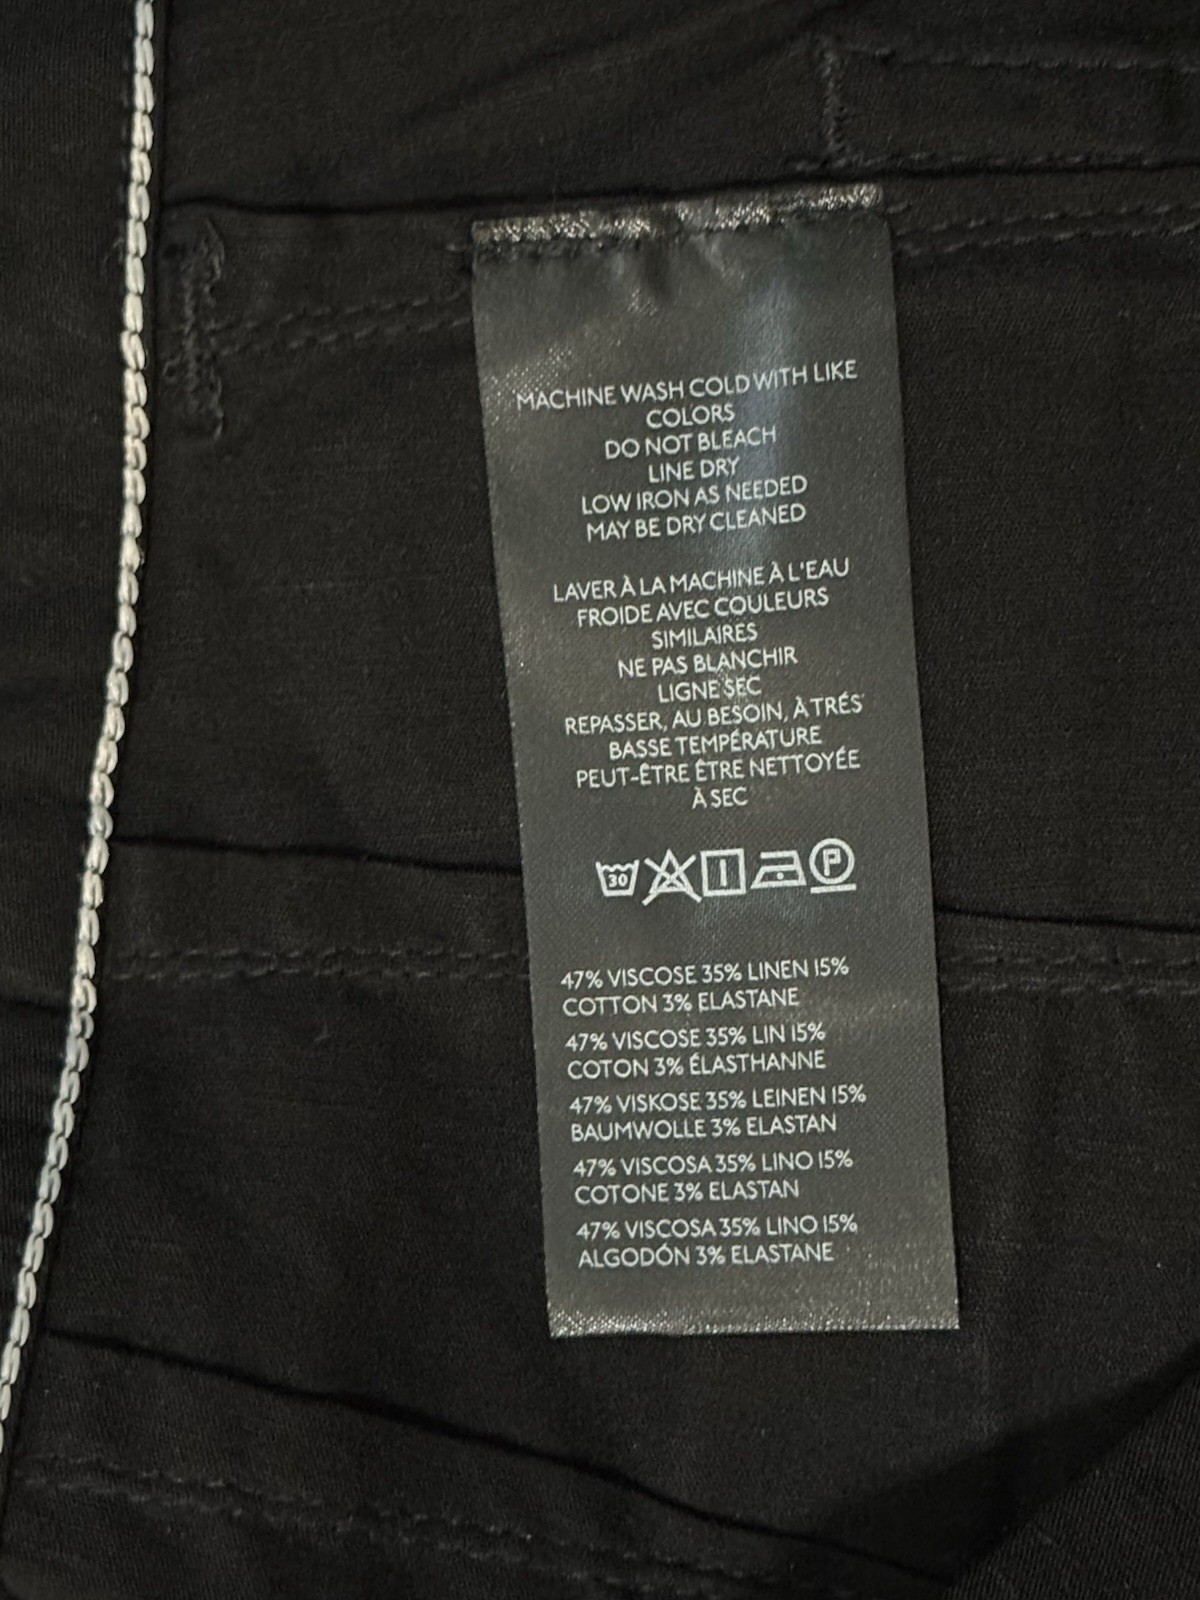 MACHINE WASH COLD WITH LIKE
COLORS
DO NOT BLEACH
LINE DRY
LOW IRON AS NEEDED
MAY BE DRY CLEANED
LAVER À LA MACHINE À L'EAU
FROIDE AVEC COULEURS
SIMILAIRES
NE PAS BLANCHIR
LIGNE SEC
REPASSER, AU BESOIN, À TRÉS
BASSE TEMPÉRATURE
PEUT-ÊTRE ÊTRE NETTOYÉE
À SEC
30 P
47% VISCOSE 35% LINEN 15%
COTTON 3% ELASTANE
47% VISCOSE 35% LIN 15%
COTON 3% ÉLASTHANNE
47% VISKOSE 35% LEINEN 15%
BAUMWOLLE 3% ELASTAN
47% VISCOSA 35% LINO 15%
COTONE 3% ELASTAN
47% VISCOSA 35% LINO 15%
ALGODÓN 3% ELASTANE